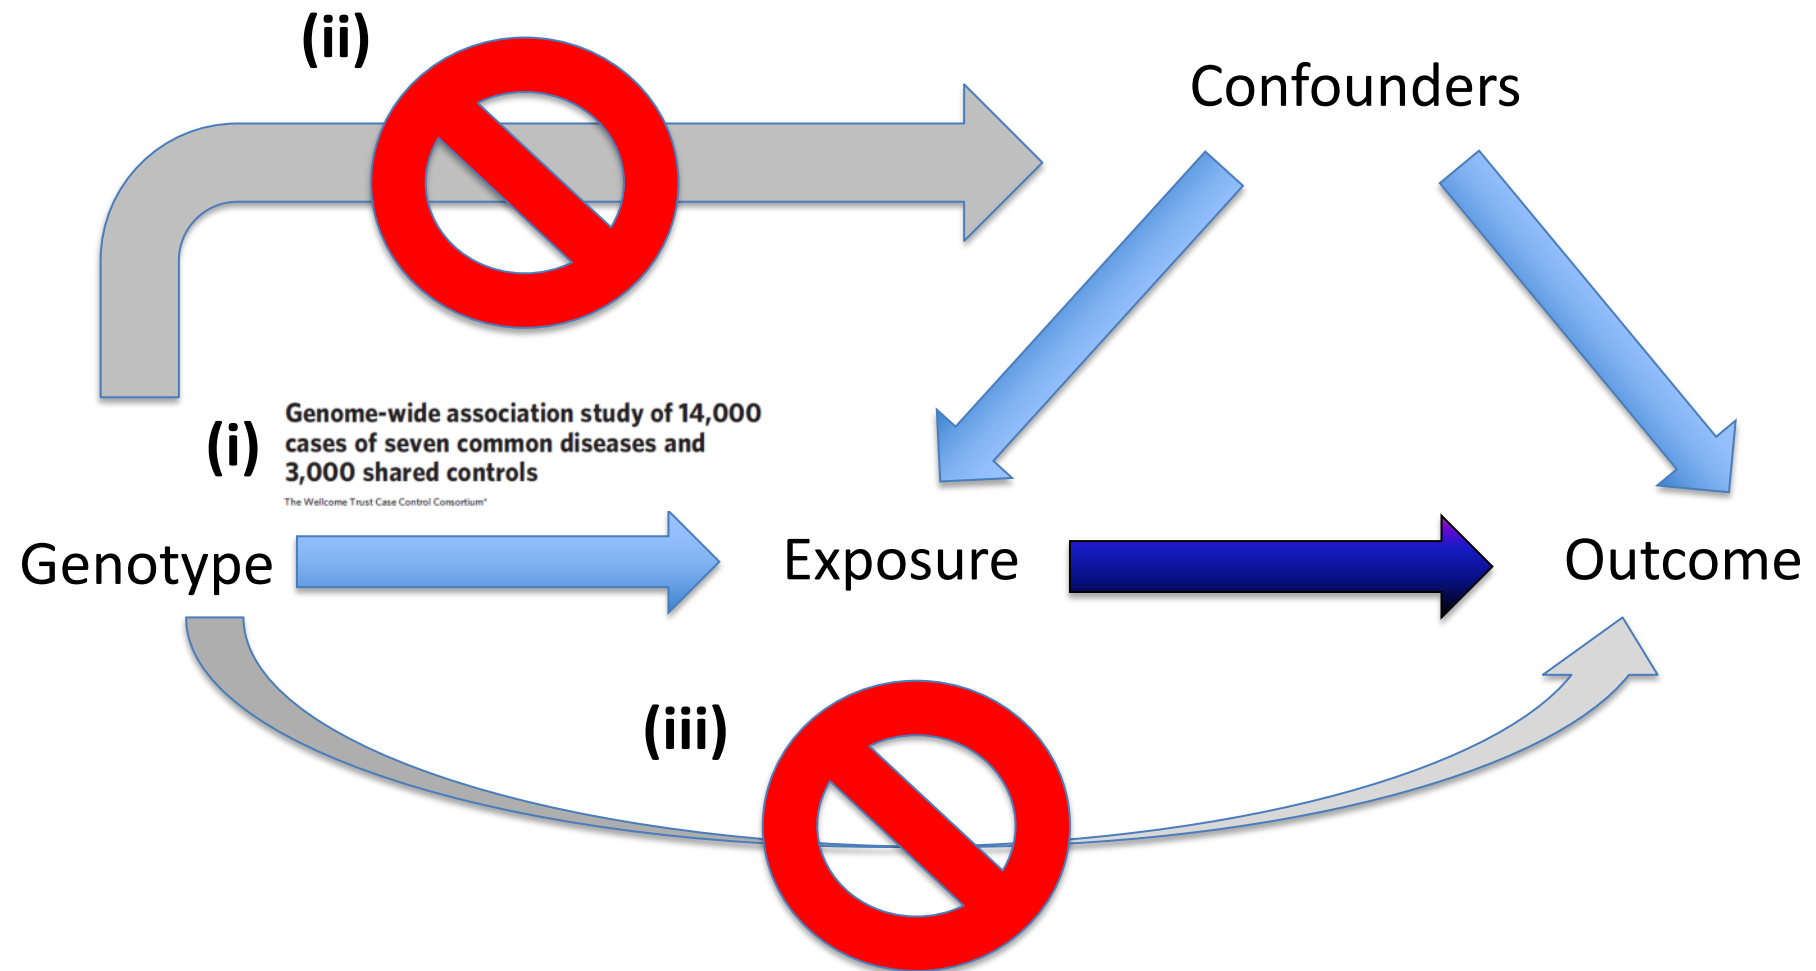 (ii)
Confounders
(i)
Genome-wide association study of 14,000
cases of seven common diseases and
3,000 shared controls
The Wellcome Trust Case Control Consortium*
Genotype
Exposure
Outcome
(iii)